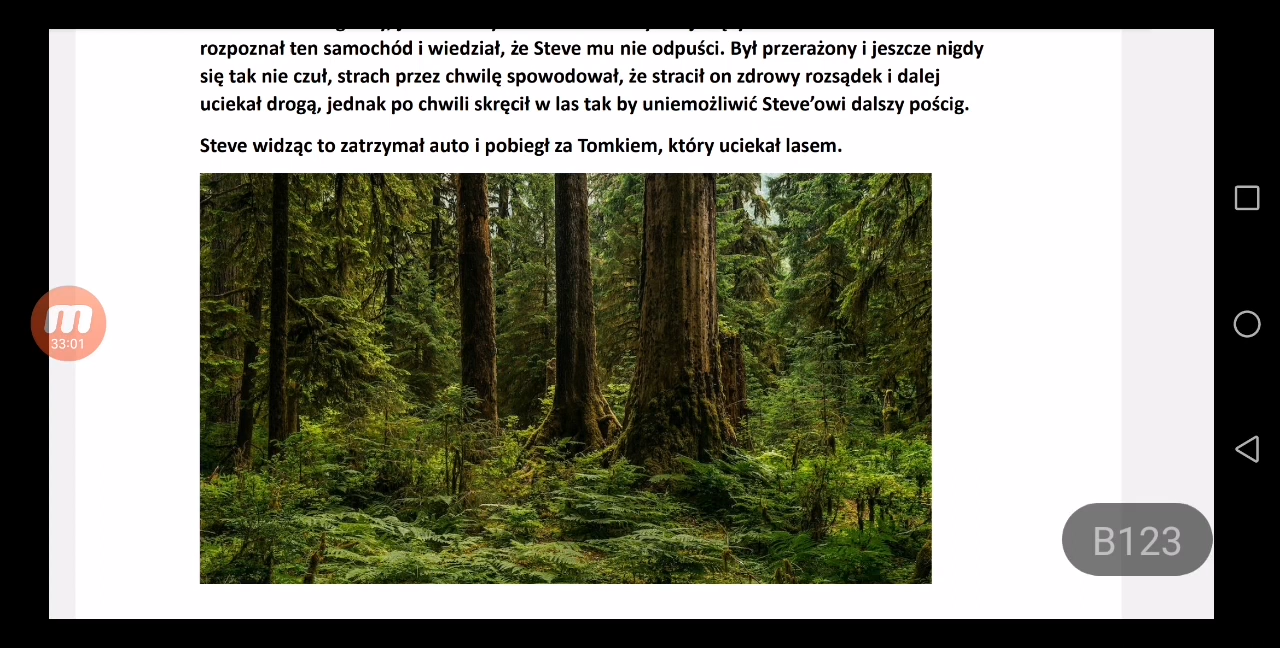 rozpoznał ten samochód i wiedział, że Steve mu nie odpuści. Był przerażony i jeszcze nigdy
się tak nie czuł, strach przez chwilę spowodował, że stracił on zdrowy rozsądek i dalej
uciekał drogą, jednak po chwili skręcił w las tak by uniemożliwić Steve’owi dalszy pościg.
Steve widząc to zatrzymał auto i pobiegł za Tomkiem, który uciekał lasem.
m
33:01
B123